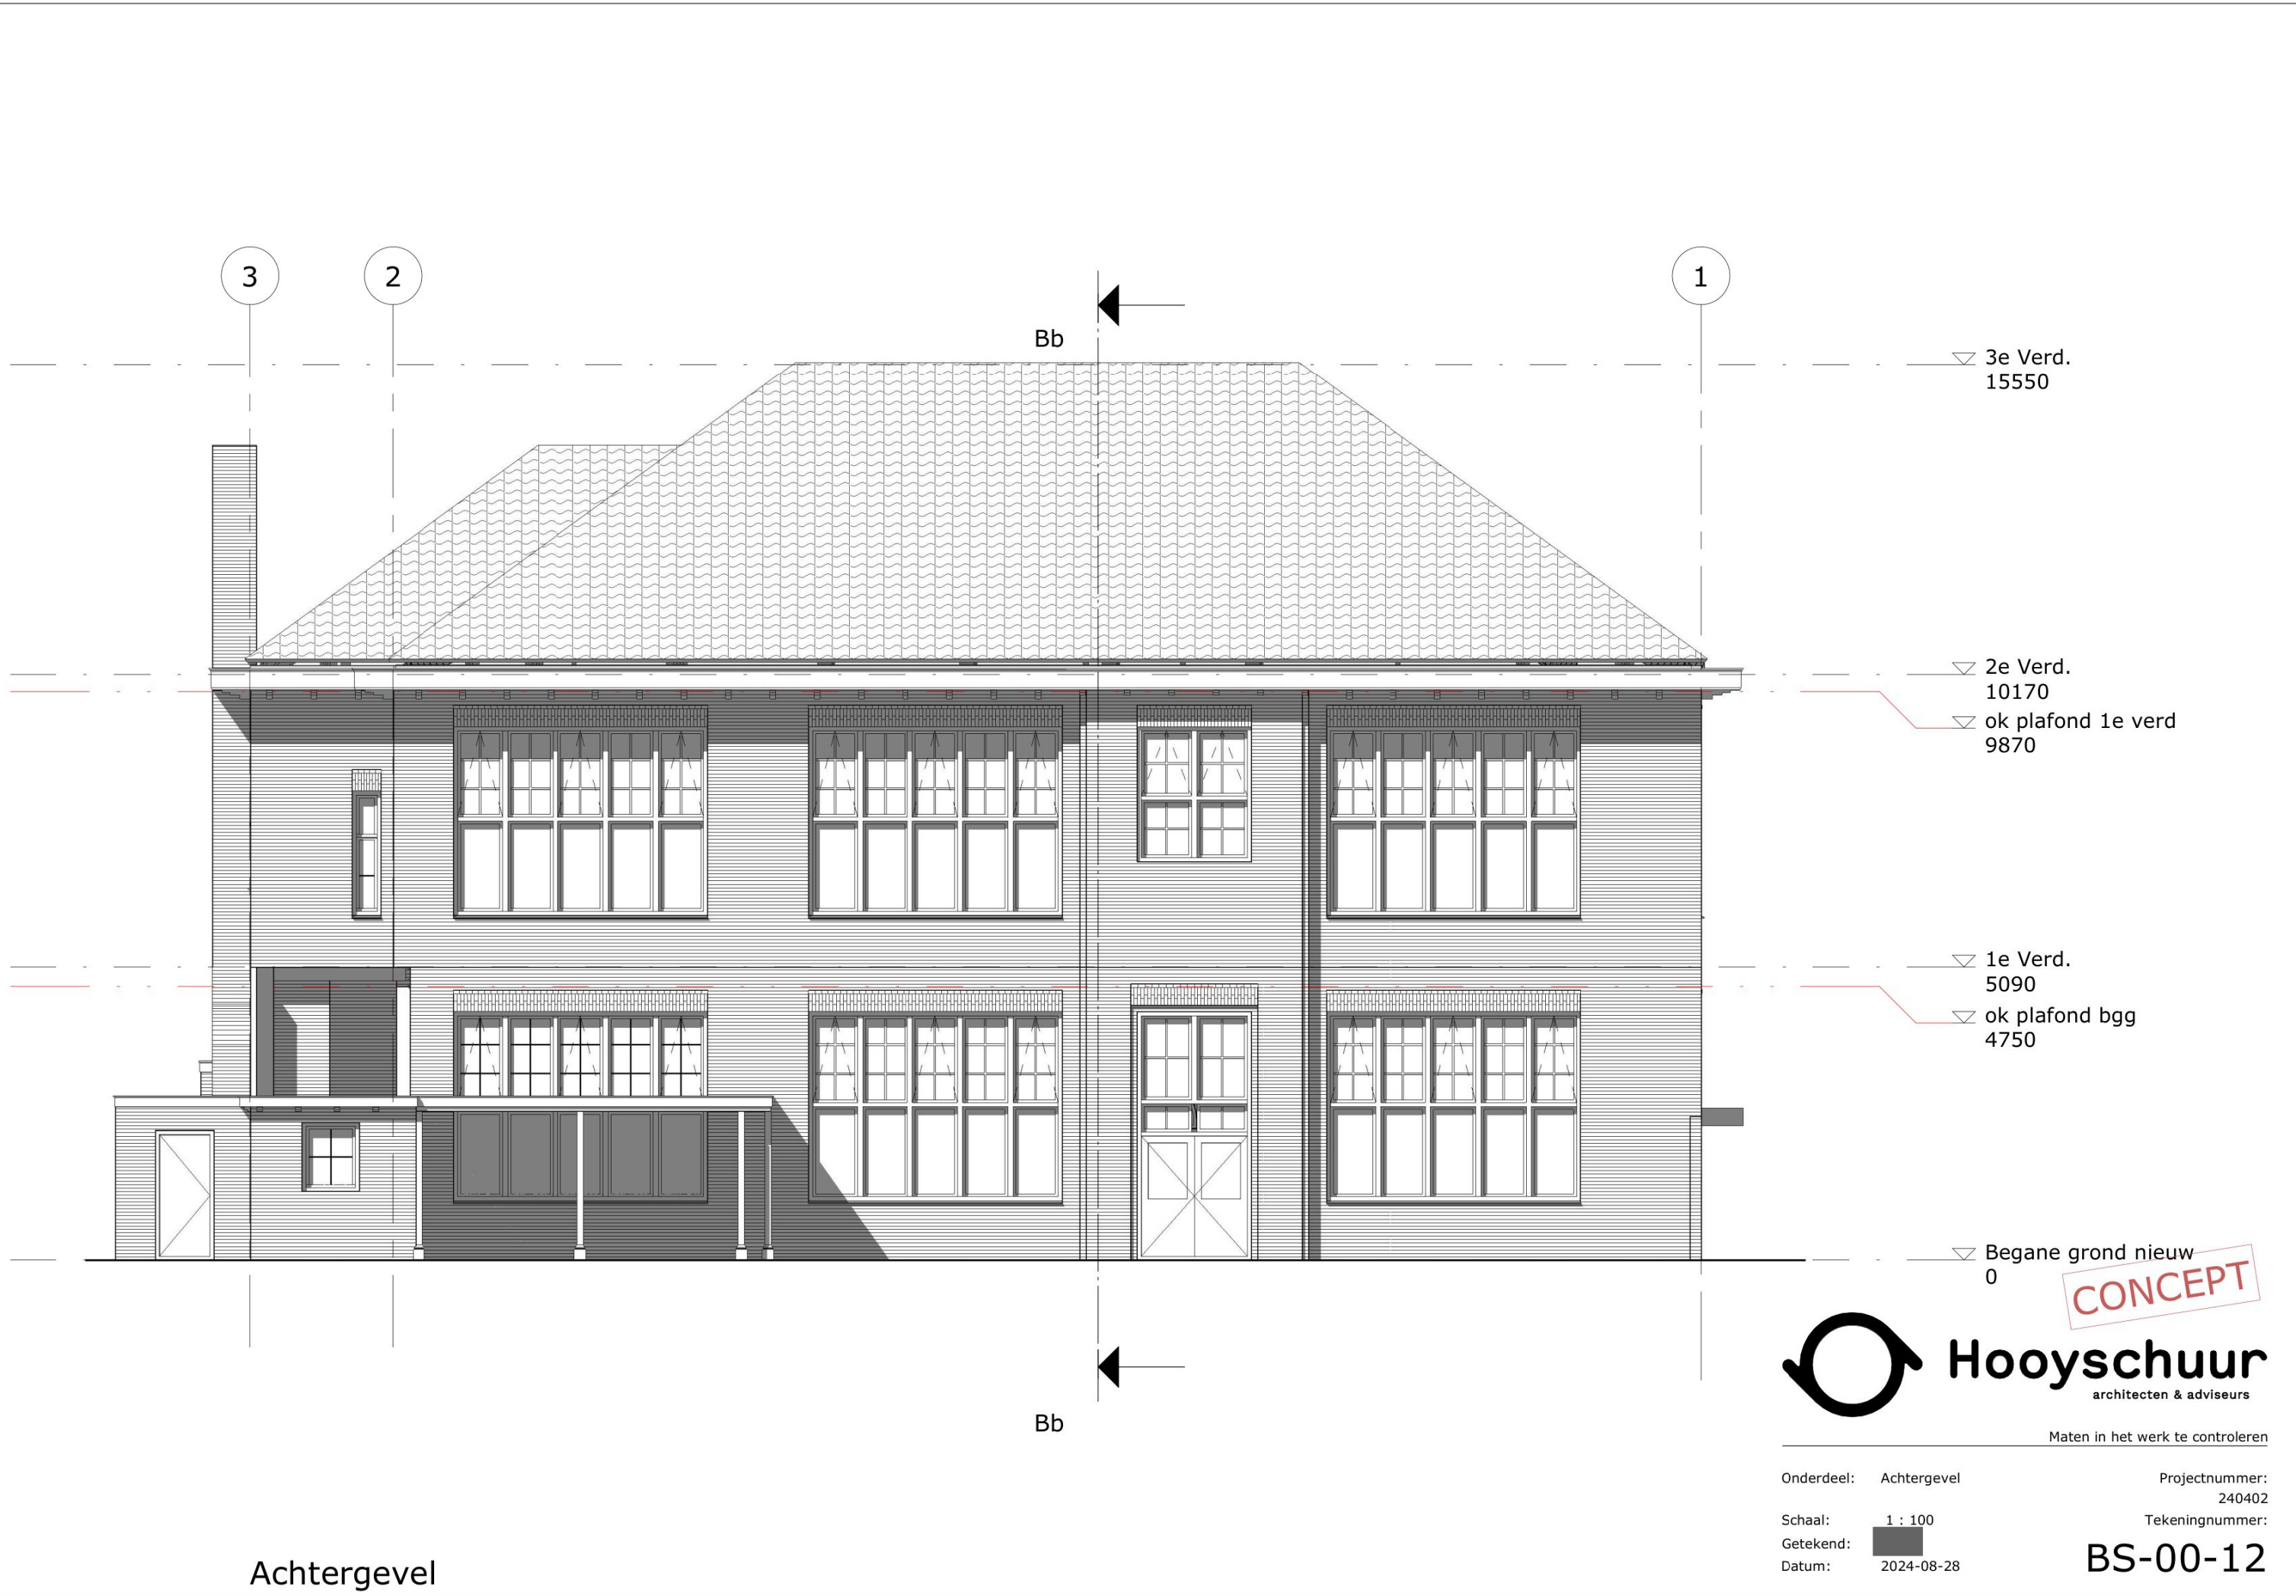 3
2
1
Bb
3e Verd.
15550
2e Verd.
10170
ok plafond 1e verd
9870
1e Verd.
5090
ok plafond bgg
4750
Begane grond nieuw
0
CONCEPT
Hooyschuur
architecten & adviseurs
Bb
Maten in het werk te controleren
Onderdeel: Achtergevel
Projectnummer:
240402
Schaal: 1 : 100
Tekeningnummer:
Getekend:
BS-00-12
Datum: 2024-08-28
Achtergevel